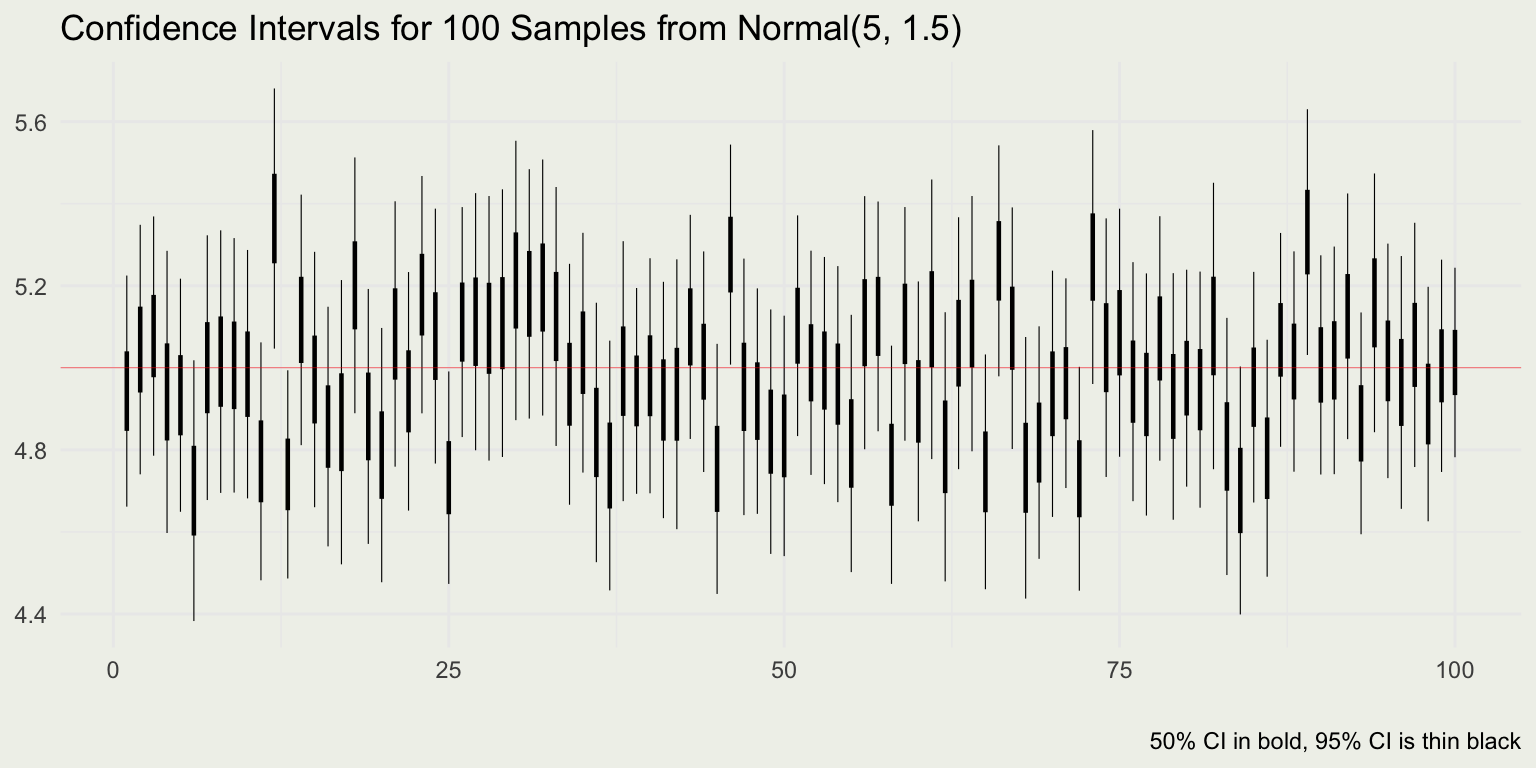 Confidence Intervals for 100 Samples from Normal(5, 1.5)
5.6
5.2
4.8
4.4
0 25 50 75 100
50% CI in bold, 95% CI is thin black